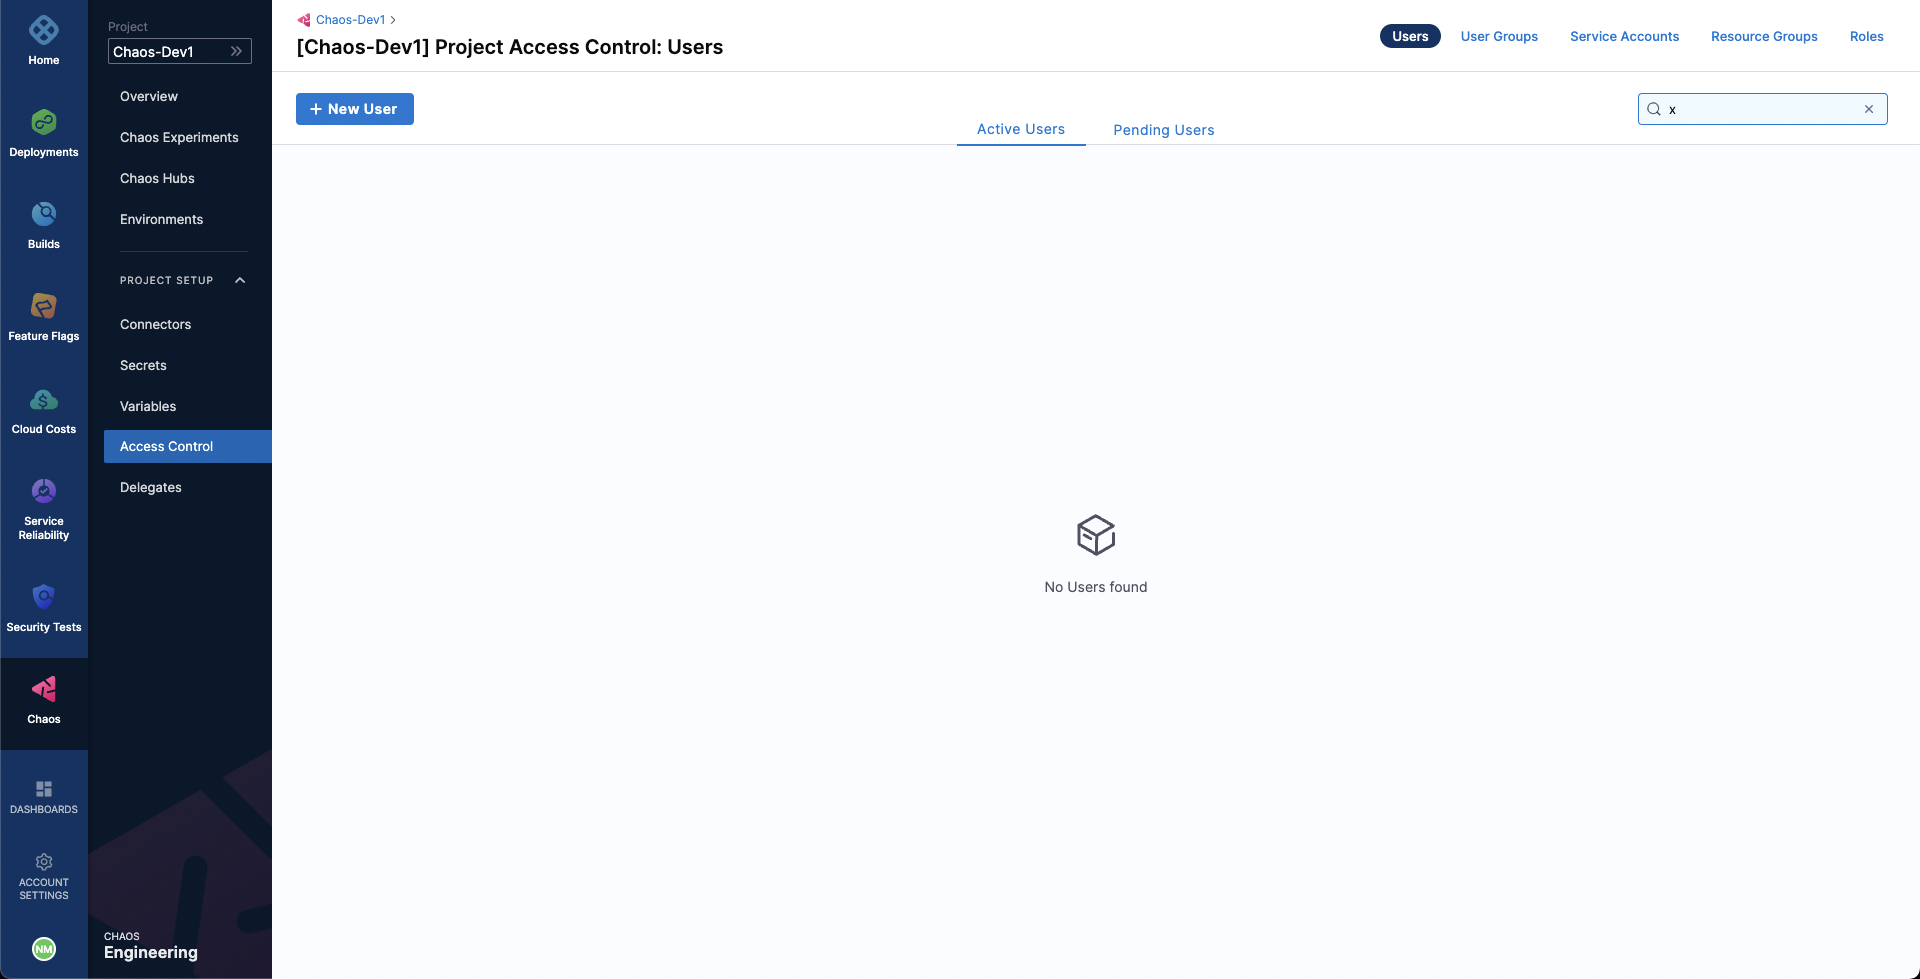 Home
Deployments
Builds
Feature Flags
Cloud Costs
Service
Reliability
Security Tests
Chaos
DASHBOARDS
ACCOUNT
SETTINGS
NM
Project
Chaos-Dev1
Overview
Chaos Experiments
Chaos Hubs
Environments
PROJECT SETUP
Connectors
Secrets
Variables
Access Control
Delegates
CHAOS
Engineering
Chaos-Dev1
[Chaos-Dev1] Project Access Control: Users
Users
User Groups
Service Accounts
Resource Groups
Roles
+ New User
Active Users
Pending Users
x
No Users found